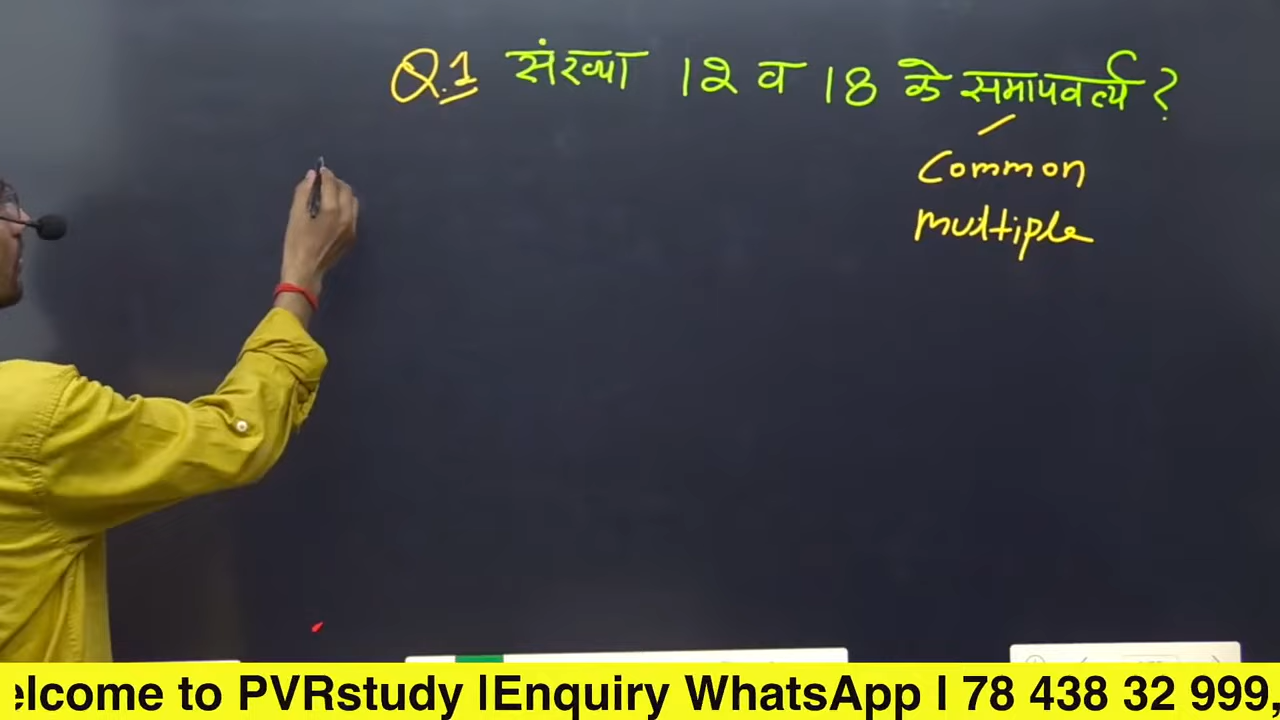 Q.1 संख्या 12 व 18 के समापवर्त्य ?
Common
multiple
elcome to PVRstudy |Enquiry WhatsApp I 78 438 32 999,